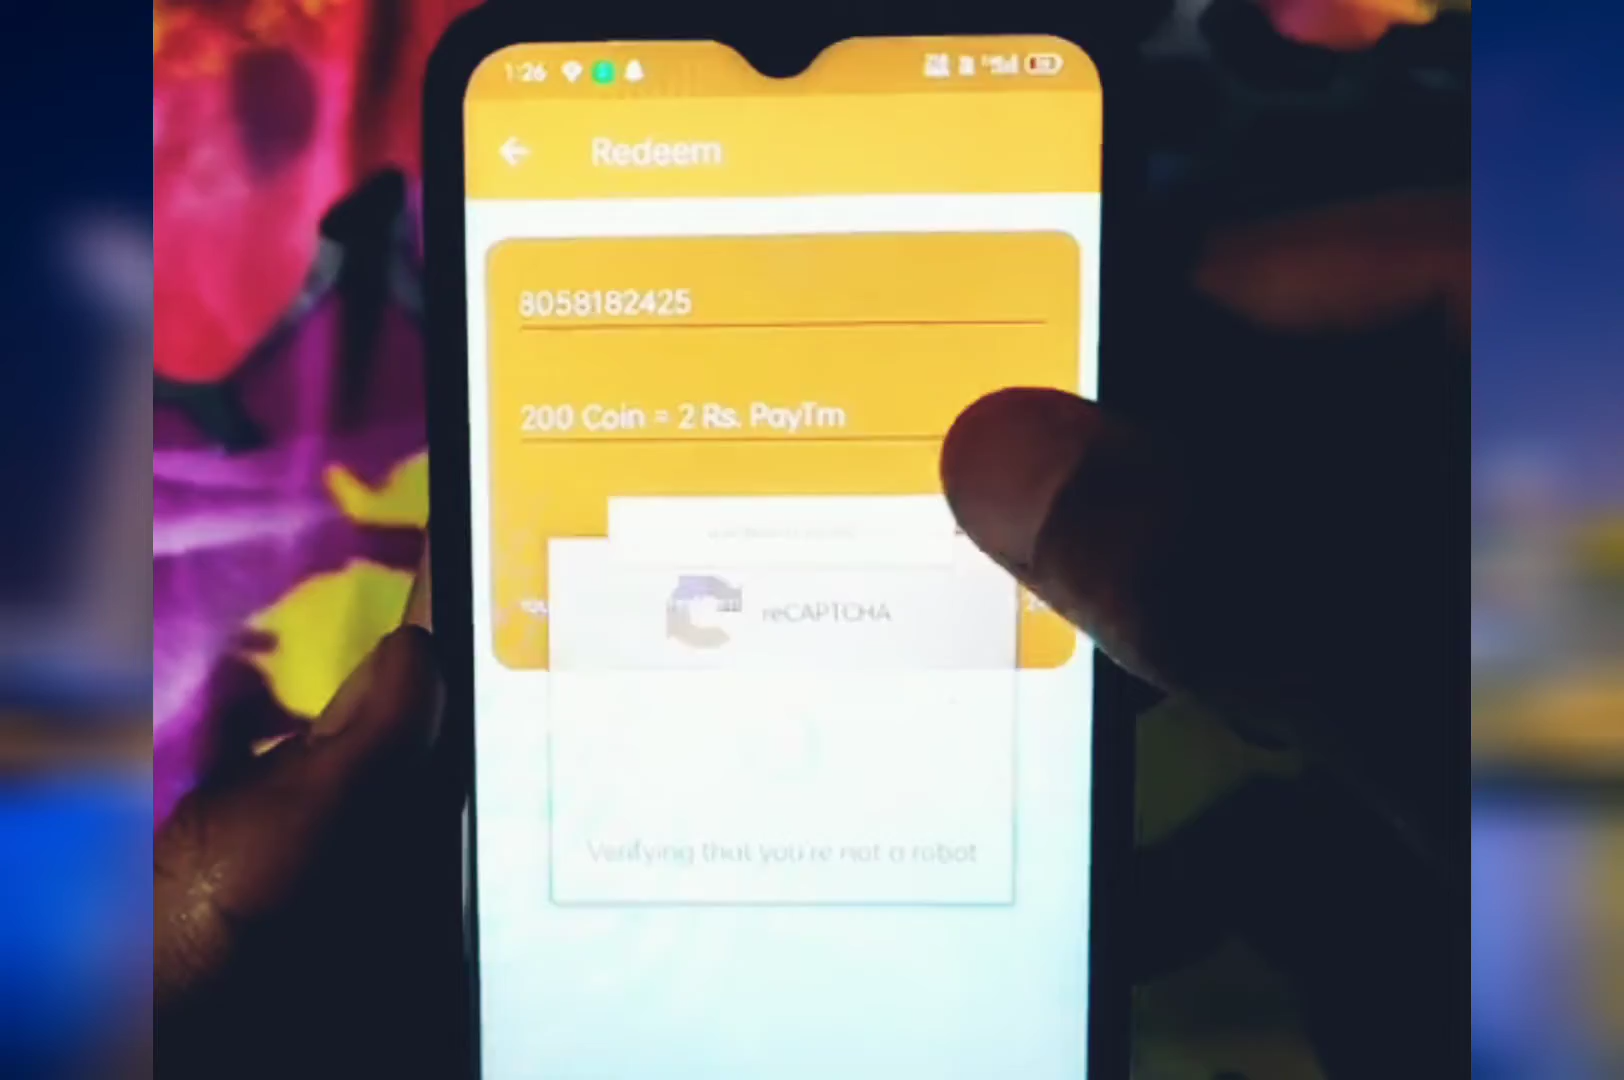 1:26
Redeem
8058182425
200 Coin = 2 Rs. PayTm
reCAPTCHA
Verifying that you're not a robot